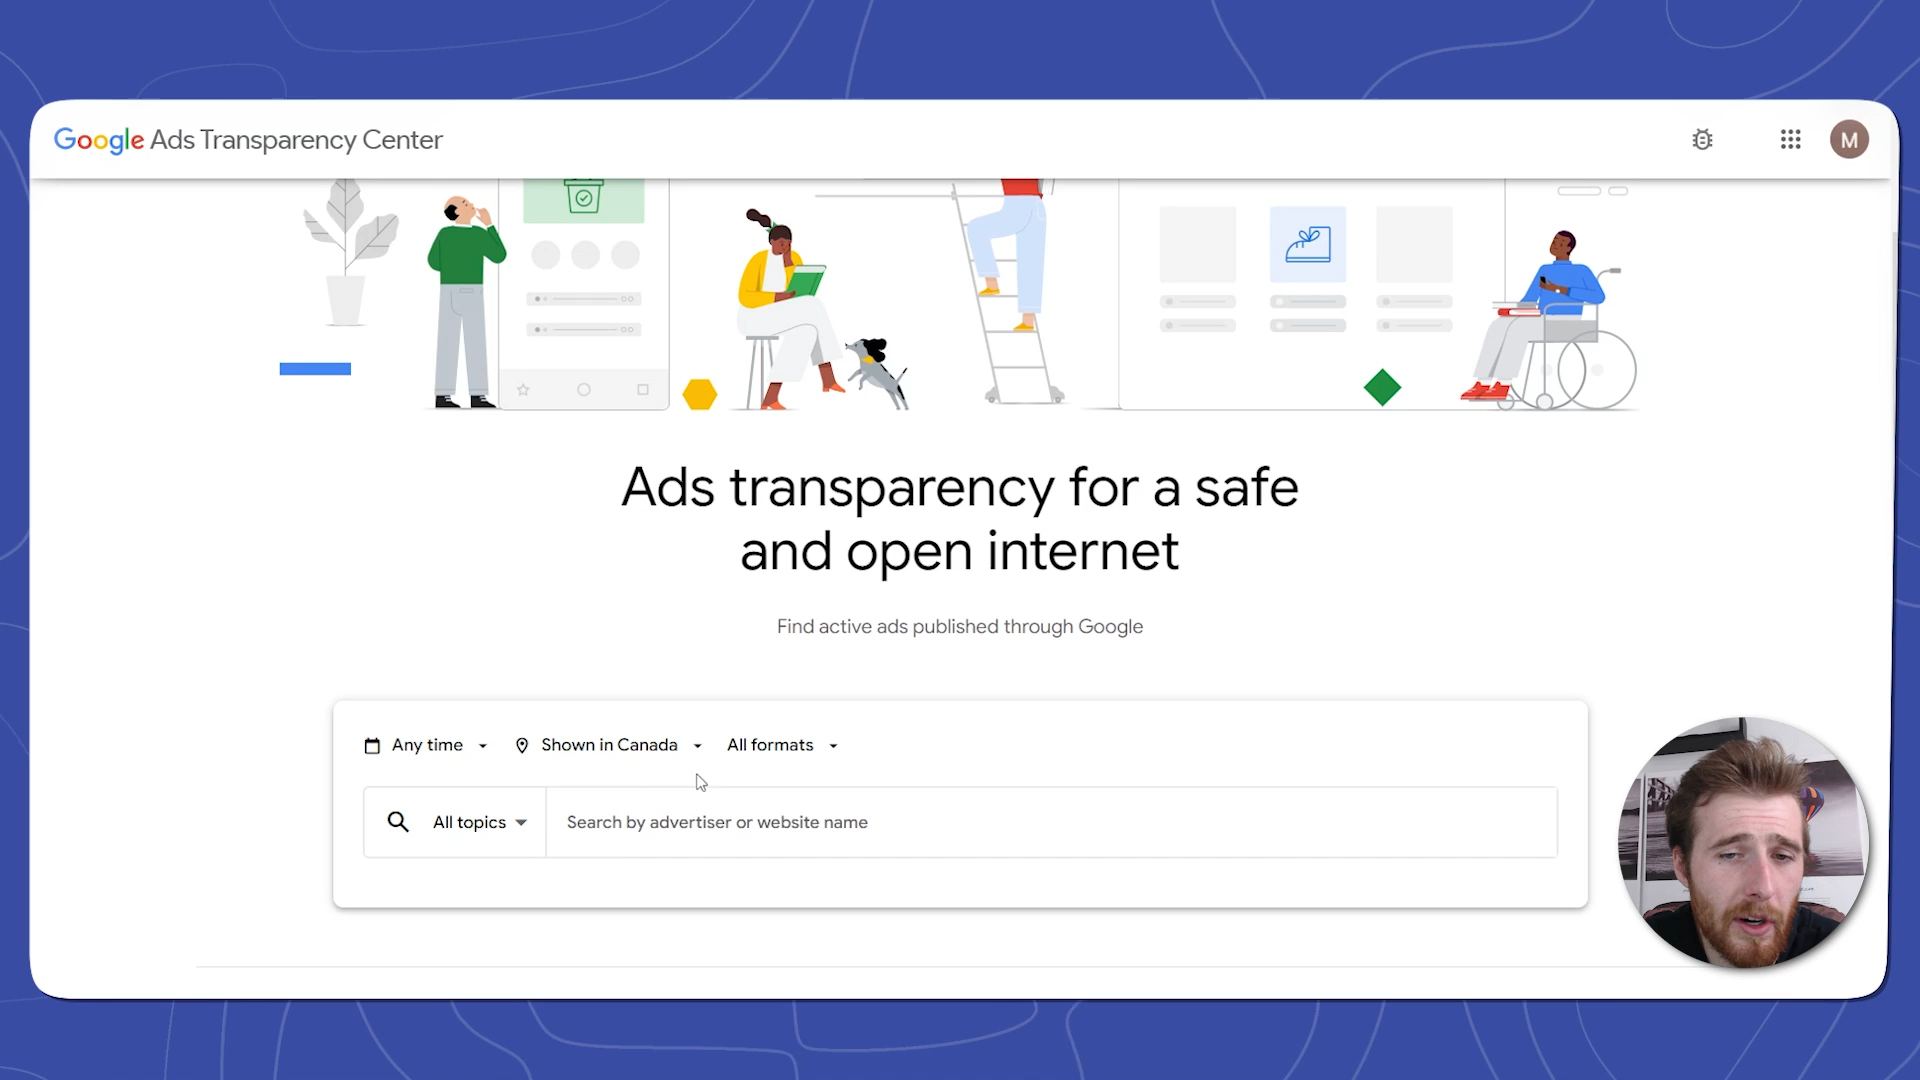 Google Ads Transparency Center
M
Ads transparency for a safe
and open internet
Find active ads published through Google
Any time
Shown in Canada
All formats
All topics
Search by advertiser or website name